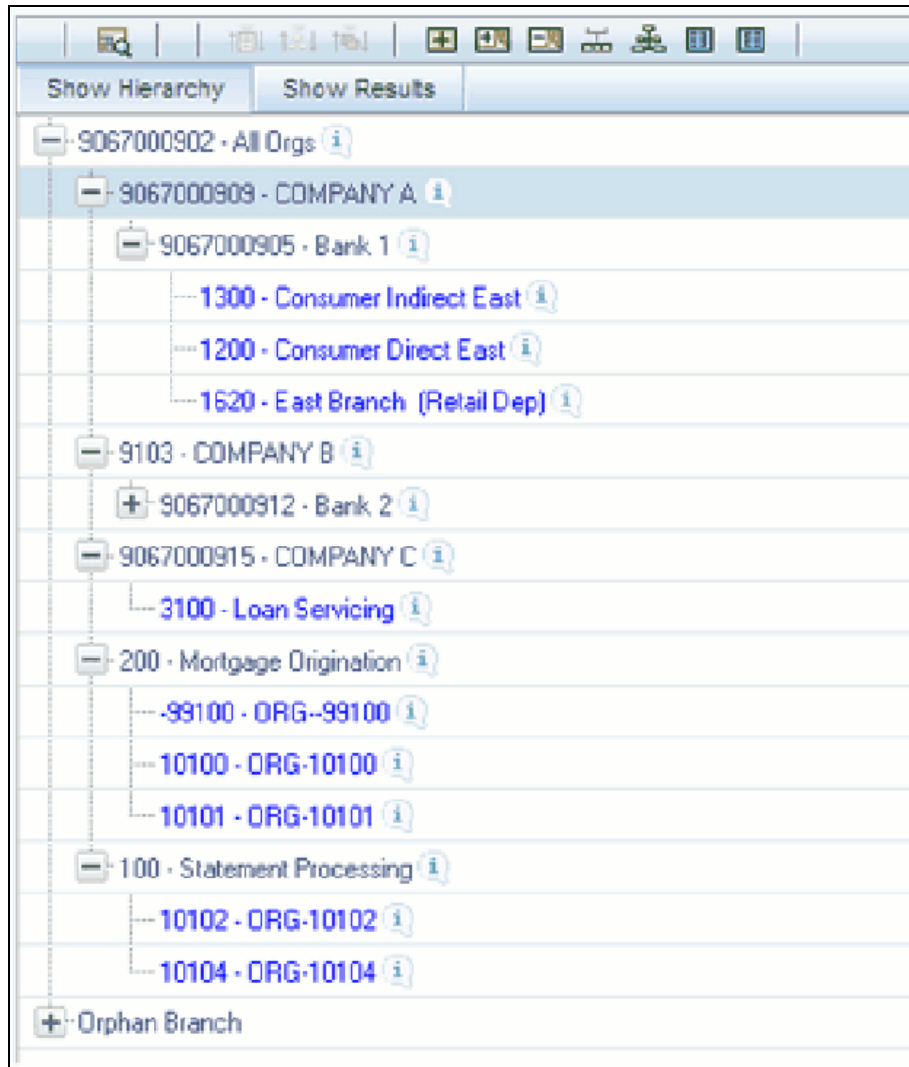 Show Hierarchy Show Results
9067000902 - All Orgs
9067000909 - COMPANY A
9067000905 - Bank 1
1300 - Consumer Indirect East
1200 - Consumer Direct East
1620 - East Branch (Retail Dep)
9103 - COMPANY B
9067000912 - Bank 2
9067000915 - COMPANY C
3100 - Loan Servicing
200 - Mortgage Origination
-99100 - ORG--99100
10100 - ORG-10100
10101 - ORG-10101
100 - Statement Processing
10102 - ORG-10102
10104 - ORG-10104
Orphan Branch